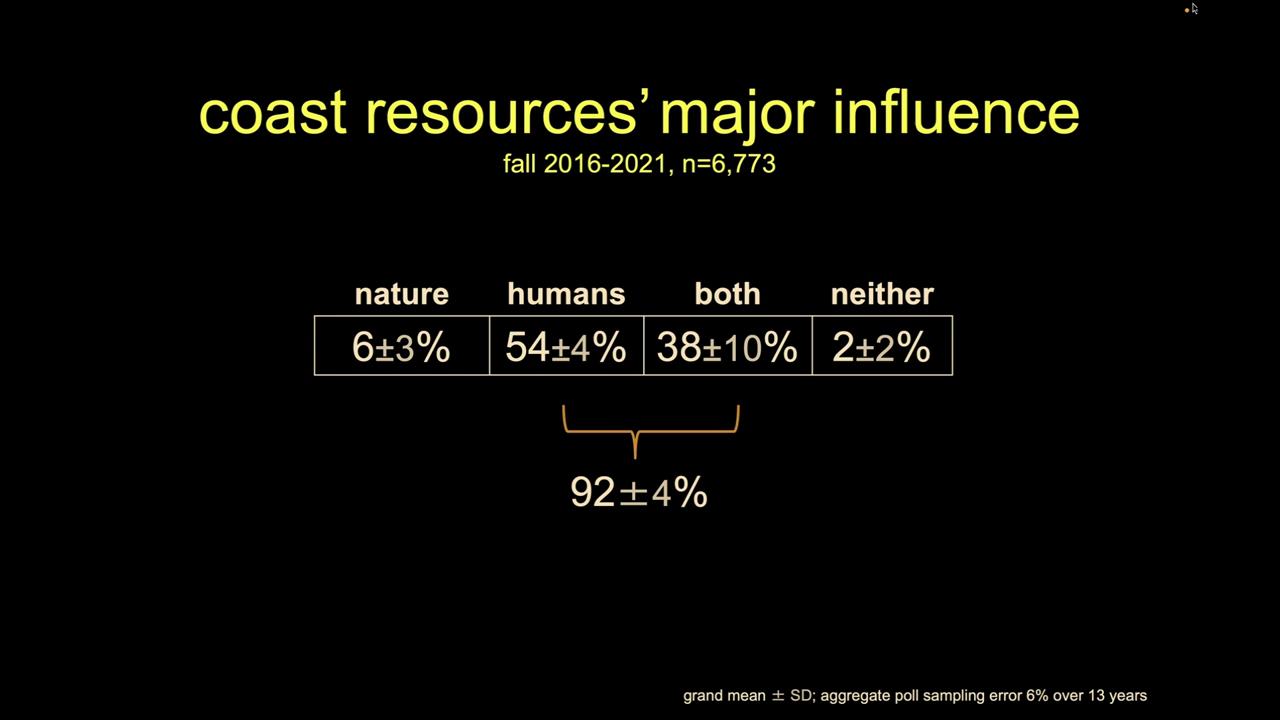 coast resources’ major influence
fall 2016-2021, n=6,773
nature humans both neither
6±3% 54±4% 38±10% 2±2%
92±4%
grand mean ± SD; aggregate poll sampling error 6% over 13 years